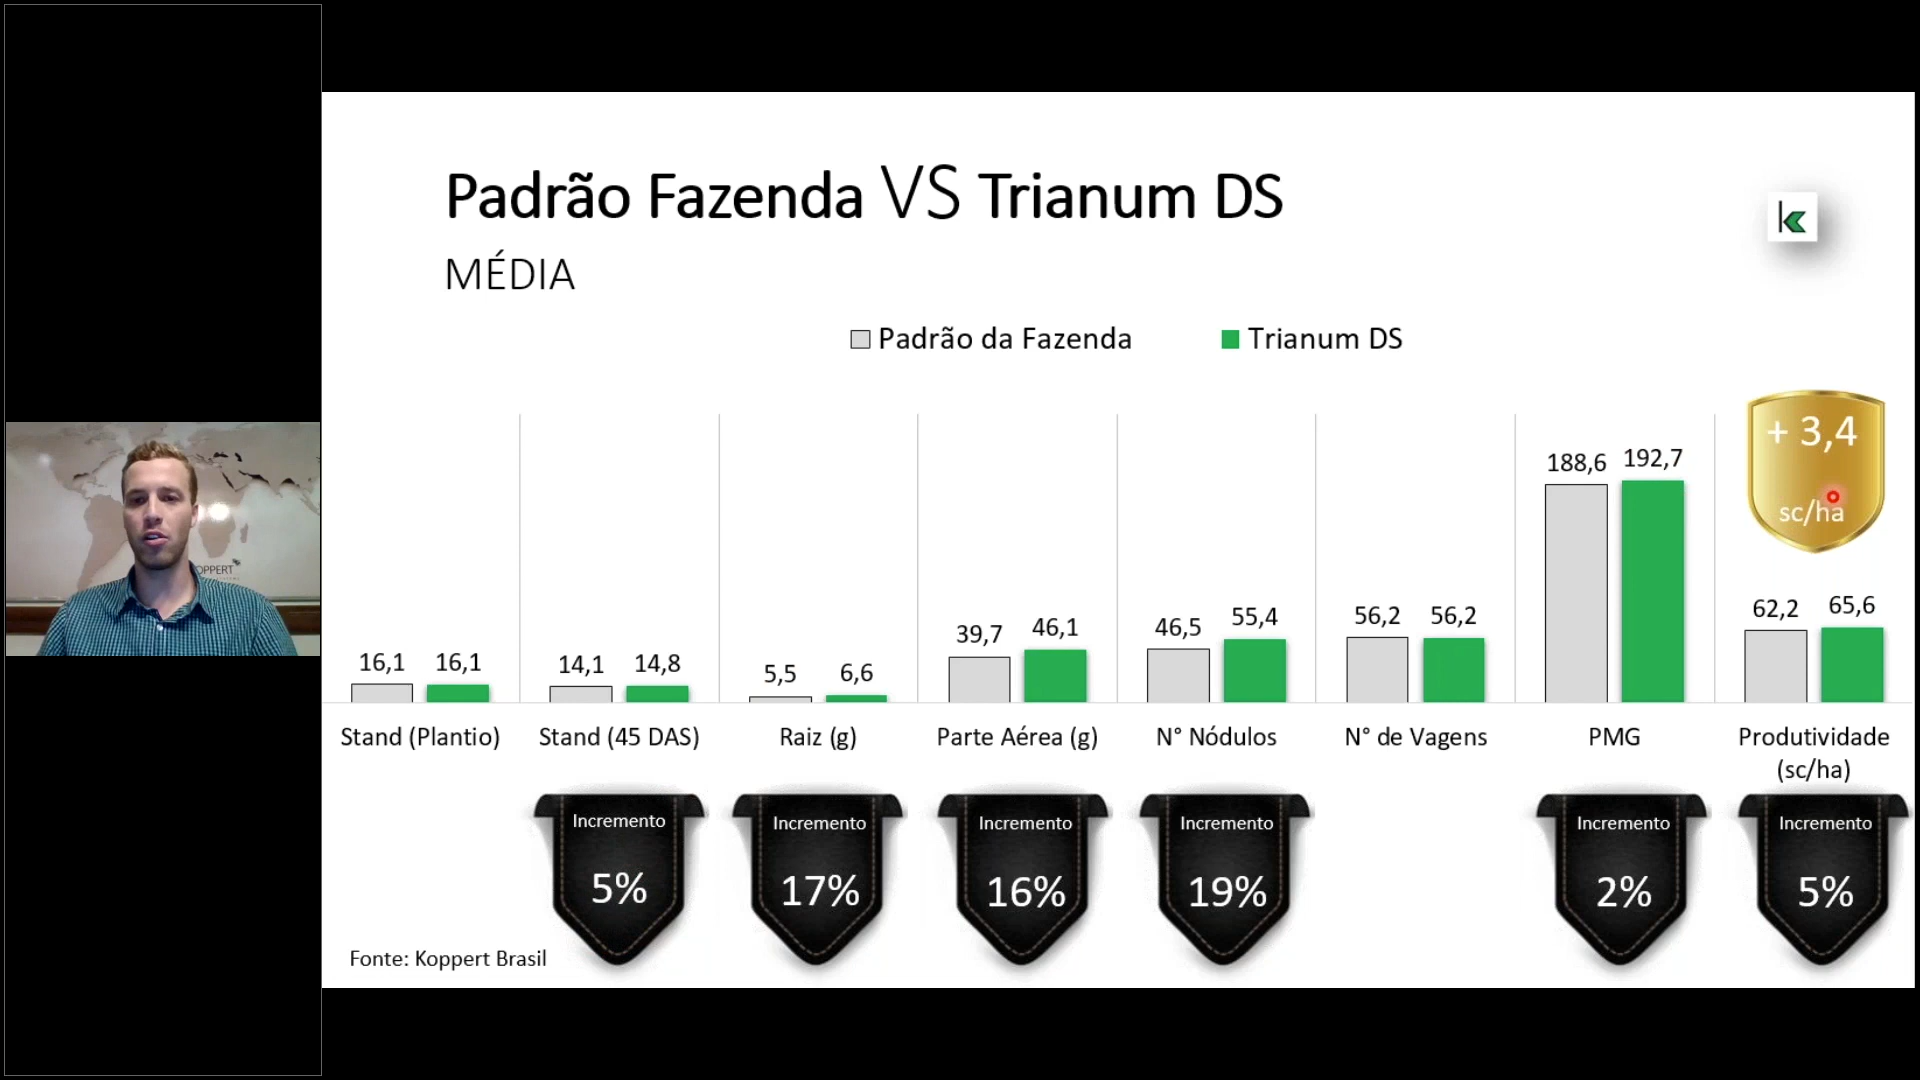 Padrão Fazenda VS Trianum DS
MÉDIA
Padrão da Fazenda
Trianum DS
+ 3,4
sc/ha
16,1
16,1
14,1
14,8
5,5
6,6
39,7
46,1
46,5
55,4
56,2
56,2
188,6
192,7
62,2
65,6
Stand (Plantio)
Stand (45 DAS)
Raiz (g)
Parte Aérea (g)
N° Nódulos
N° de Vagens
PMG
Produtividade
(sc/ha)
Incremento
5%
Incremento
17%
Incremento
16%
Incremento
19%
Incremento
2%
Incremento
5%
Fonte: Koppert Brasil
OPPERT